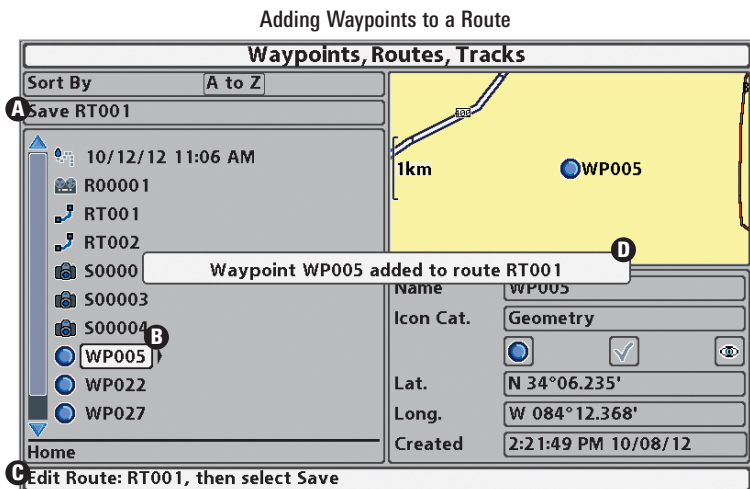 Adding Waypoints to a Route
Waypoints, Routes, Tracks
Sort By A to Z
A
Save RT001
10/12/12 11:06 AM
R00001
RT001
RT002
S0000
S00003
S00004
B
WP005
WP022
WP027
Home
100
1km
WP005
D
Waypoint WP005 added to route RT001
Name WP005
Icon Cat. Geometry
Lat. N 34°06.235'
Long. W 084°12.368'
Created 2:21:49 PM 10/08/12
C
Edit Route: RT001, then select Save